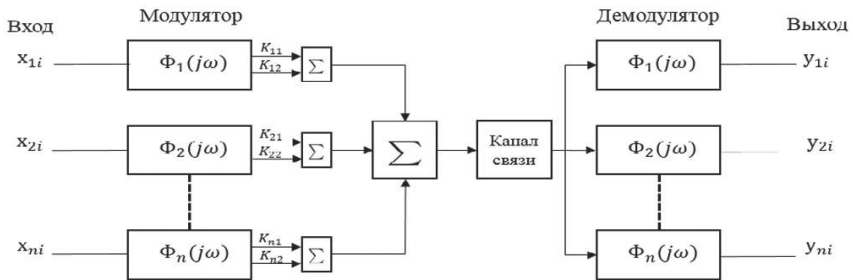 Вход Модулятор Демодулятор Выход
x1i Φ1(jω) K11 K12 Σ Φ1(jω) y1i
x2i Φ2(jω) K21 K22 Σ Σ Канал связи Φ2(jω) y2i
xni Φn(jω) Kn1 Kn2 Σ Φn(jω) yni